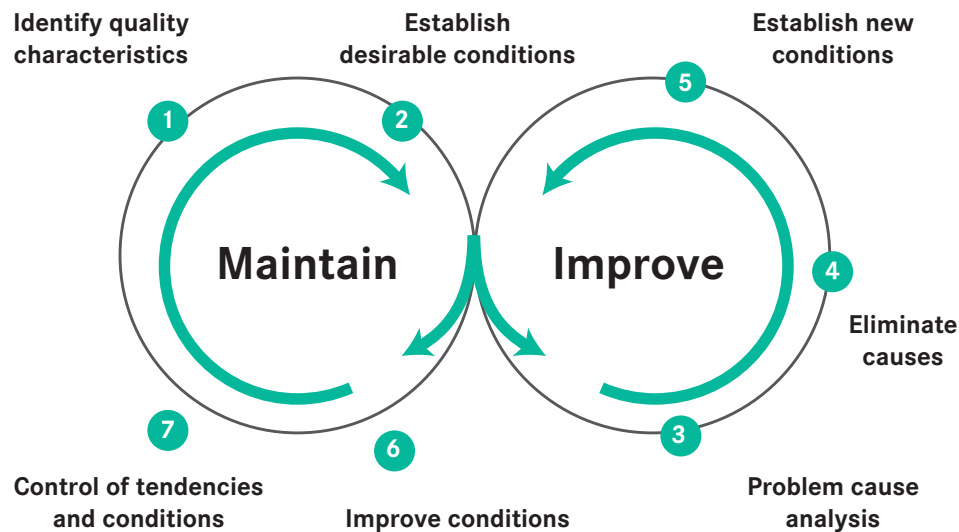 Identify quality
characteristics
Establish
desirable conditions
Establish new
conditions
1
2
5
Maintain
Improve
4
Eliminate
causes
7
6
3
Control of tendencies
and conditions
Improve conditions
Problem cause
analysis